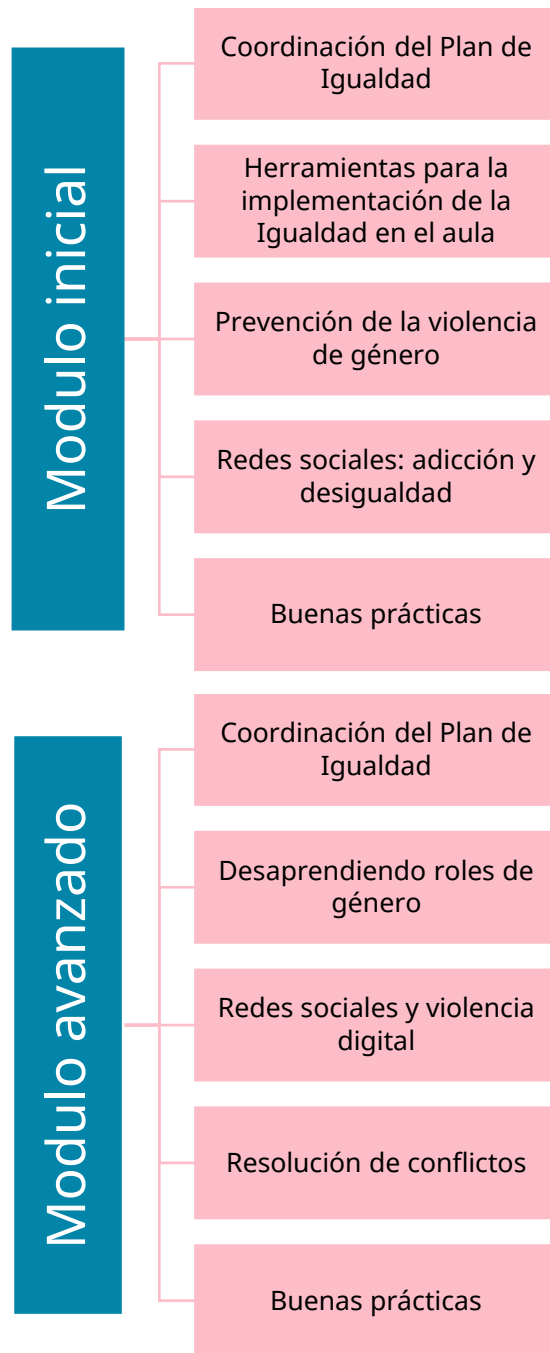 Modulo inicial
Coordinación del Plan de
Igualdad
Herramientas para la
implementación de la
Igualdad en el aula
Prevención de la violencia
de género
Redes sociales: adicción y
desigualdad
Buenas prácticas
Modulo avanzado
Coordinación del Plan de
Igualdad
Desaprendiendo roles de
género
Redes sociales y violencia
digital
Resolución de conflictos
Buenas prácticas